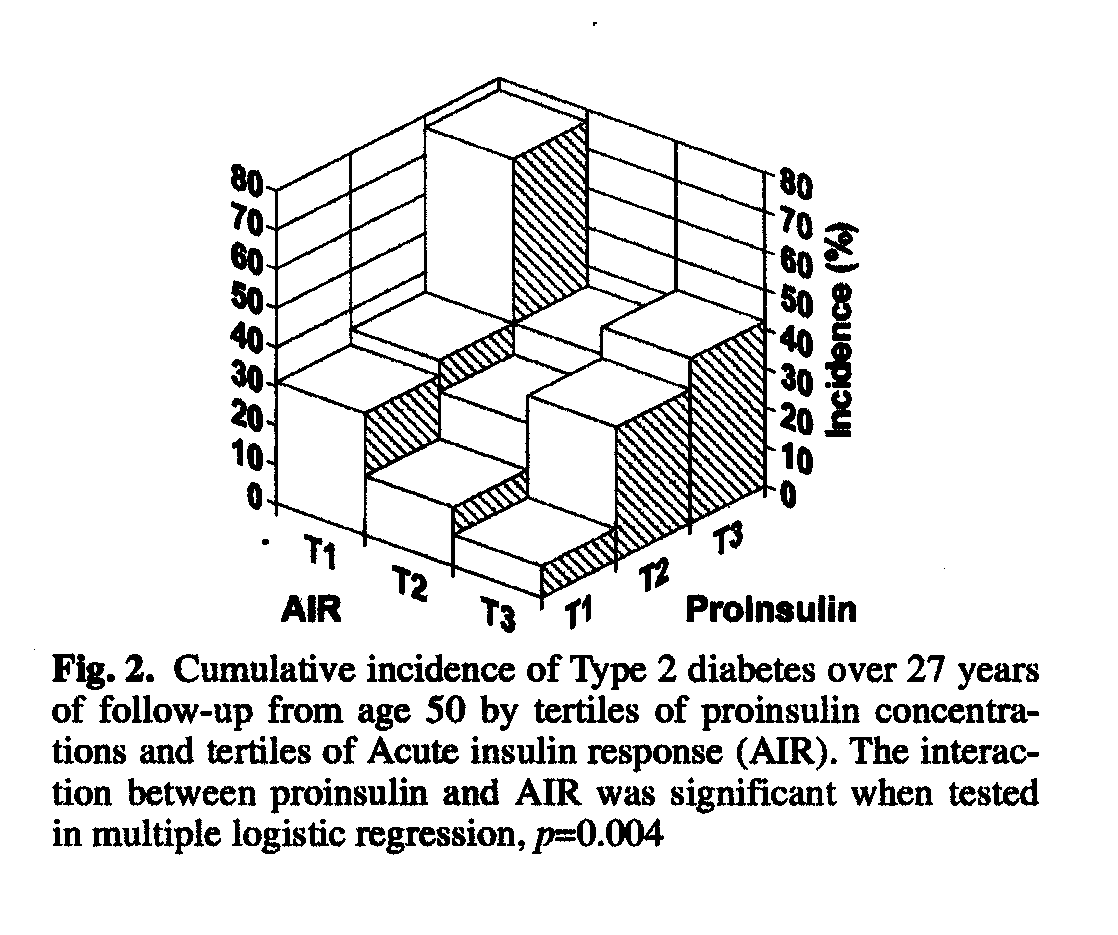 80 80
70 70
60 60
50 50
40 40
30 30
20 20
10 10
0 0
Incidence (%)
T1 T2 T3 T1 T2 T3
AIR Proinsulin
Fig. 2. Cumulative incidence of Type 2 diabetes over 27 years
of follow-up from age 50 by tertiles of proinsulin concentra-
tions and tertiles of Acute insulin response (AIR). The interac-
tion between proinsulin and AIR was significant when tested
in multiple logistic regression, p=0.004